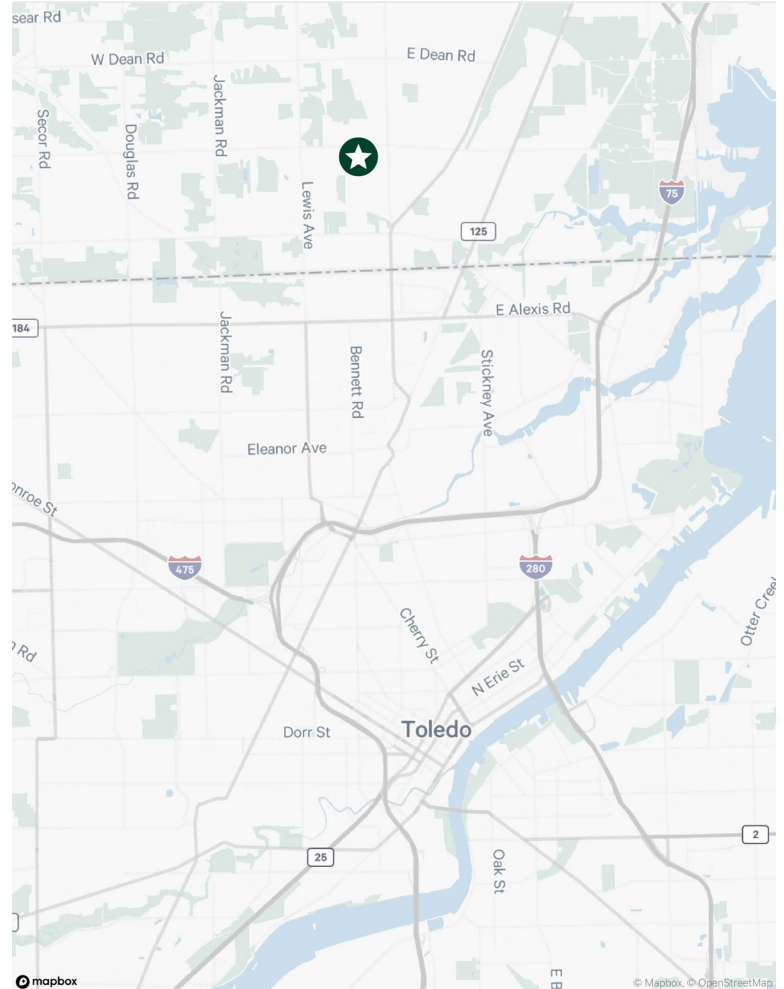 sear Rd
W Dean Rd
E Dean Rd
Jackman Rd
Secor Rd
Douglas Rd
Lewis Ave
75
125
E Alexis Rd
184
Jackman Rd
Bennett Rd
Stickney Ave
Eleanor Ave
onroe St
475
280
Cherry St
Otter Creek
n Rd
N Erie St
Dorr St
Toledo
2
25
Oak St
E B
mapbox
© Mapbox, © OpenStreetMap